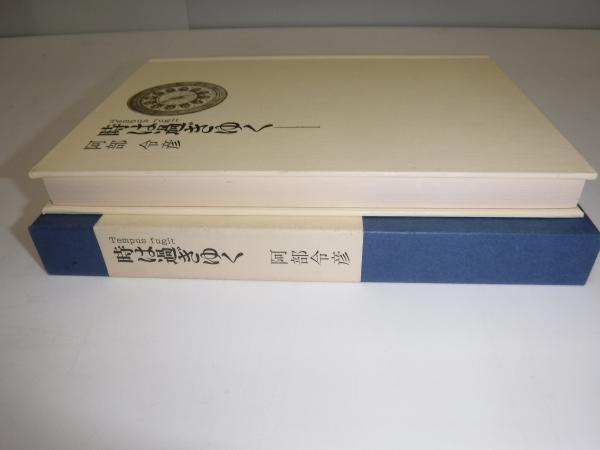 Tempus fugit
時は過ぎゆく——
阿部 令彦
Tempus fugit
時は過ぎゆく
阿部令彦